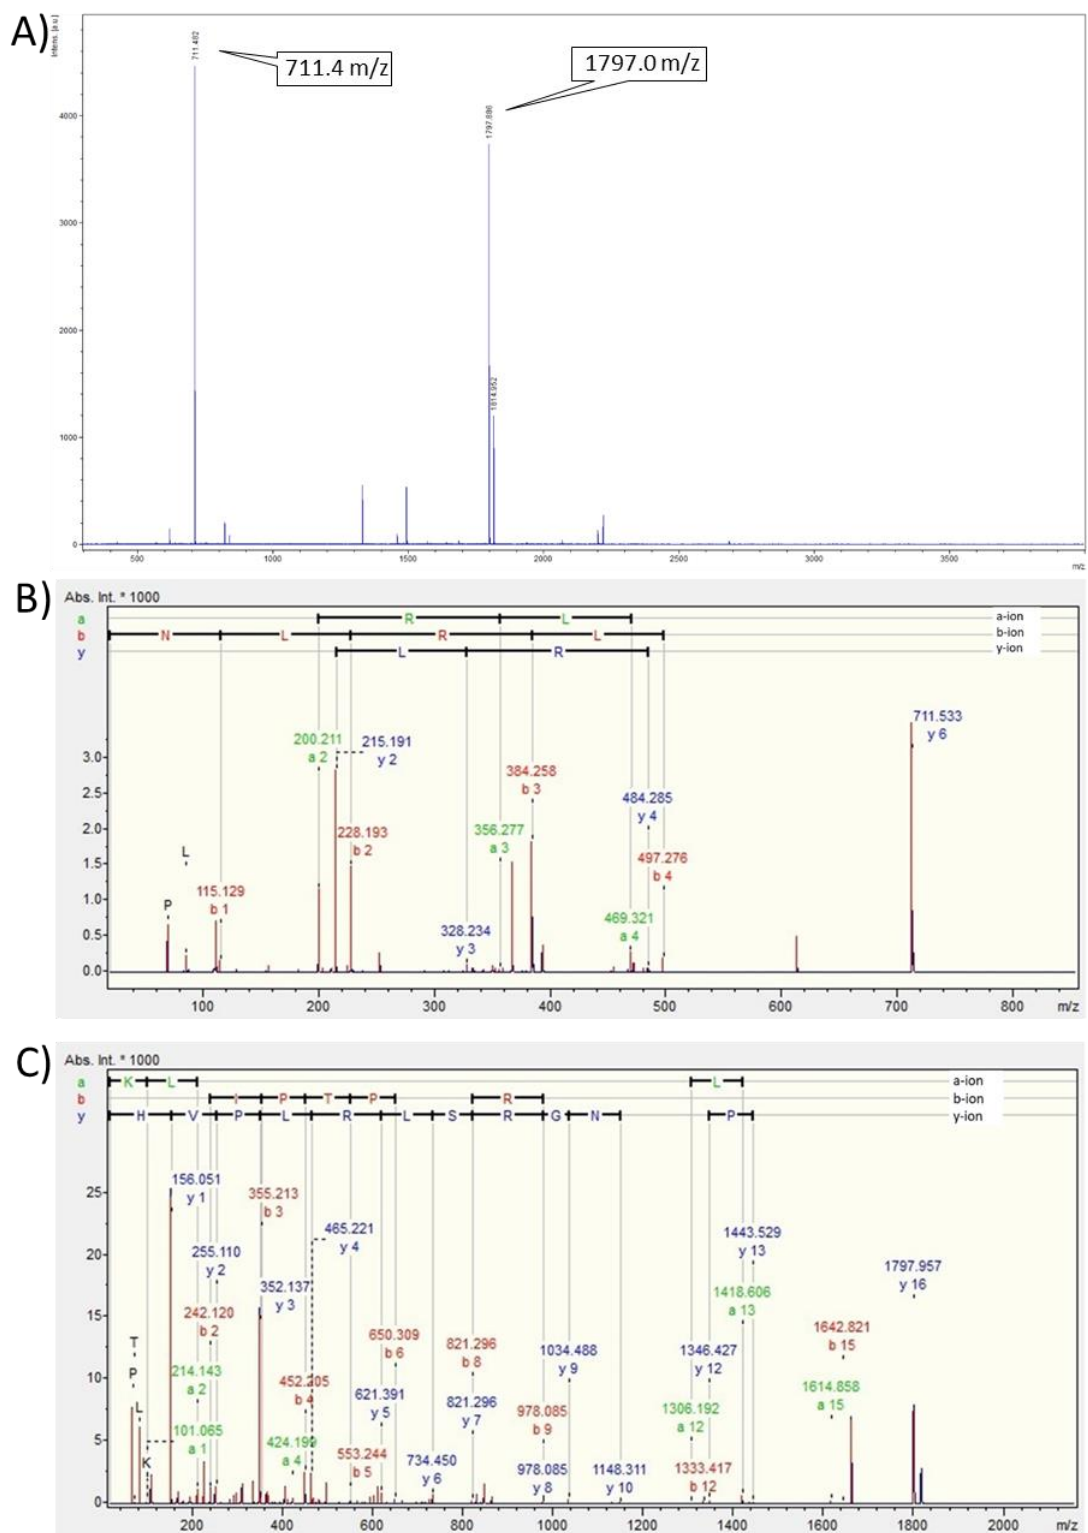 A)
Intens. [a.u.]
711.482
711.4 m/z
1797.0 m/z
1797.886
1814.952
4000
3000
2000
1000
0
500 1000 1500 2000 2500 3000 3500 m/z
B)
Abs. Int. * 1000
a R L a-ion
b N L R L b-ion
y L R y-ion
711.533
y 6
200.211
a 2
215.191
y 2
3.0
384.258
b 3
2.5
484.285
y 4
2.0
356.277
a 3
228.193
b 2
L
497.276
b 4
1.5
115.129
b 1
P
1.0
469.321
a 4
328.234
y 3
0.5
0.0
100 200 300 400 500 600 700 800 m/z
C)
Abs. Int. * 1000
a K L L a-ion
b I P T P R b-ion
y H V P L R L S R G N P y-ion
25
156.051
y 1
355.213
b 3
465.221
y 4
1443.529
y 13
255.110
y 2
20
1797.957
y 16
352.137
y 3
1418.606
a 13
15
242.120
b 2
650.309
b 6
821.296
b 8
1642.821
b 15
T
P
1034.488
y 9
1346.427
y 12
214.143
a 2
10
452.205
b 4
621.391
y 5
821.296
y 7
1614.858
a 15
L
978.085
b 9
1306.192
a 12
101.065
a 1
5
424.199
a 4
553.244
b 5
734.450
y 6
978.085
y 8
1148.311
y 10
1333.417
b 12
K
0
200 400 600 800 1000 1200 1400 1600 1800 2000 m/z